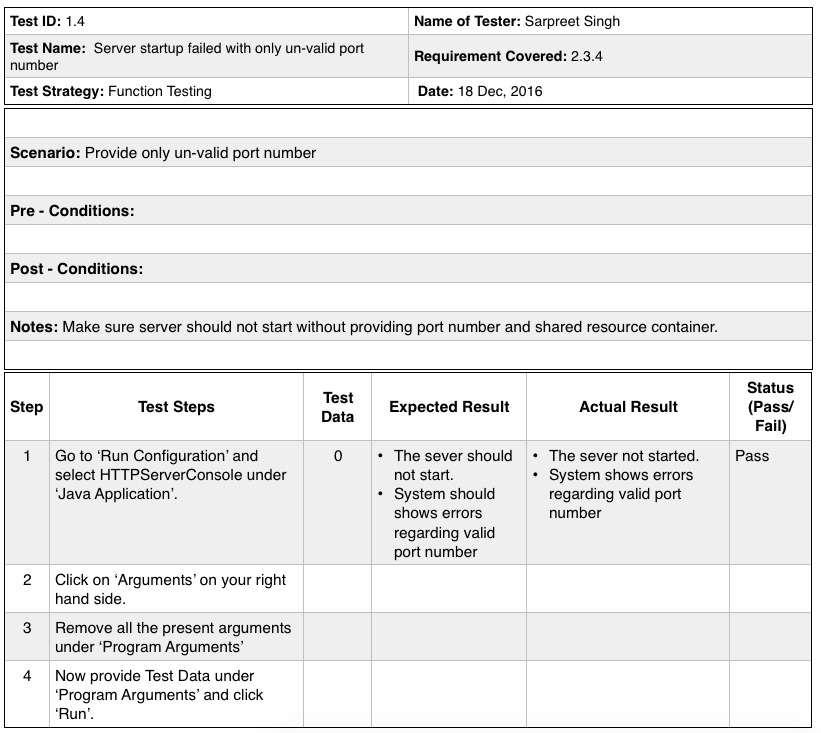 Test ID: 1.4
Name of Tester: Sarpreet Singh
Test Name:  Server startup failed with only un-valid port
number
Requirement Covered: 2.3.4
Test Strategy: Function Testing
Date: 18 Dec, 2016
Scenario: Provide only un-valid port number
Pre - Conditions:
Post - Conditions:
Notes: Make sure server should not start without providing port number and shared resource container.
Step
Test Steps
Test
Data
Expected Result
Actual Result
Status
(Pass/
Fail)
1
Go to ‘Run Configuration’ and
select HTTPServerConsole under
‘Java Application’.
0
• The sever should
not start.
• System should
shows errors
regarding valid
port number
• The sever not started.
• System shows errors
regarding valid port
number
Pass
2
Click on ‘Arguments’ on your right
hand side.
3
Remove all the present arguments
under ‘Program Arguments’
4
Now provide Test Data under
‘Program Arguments’ and click
‘Run’.